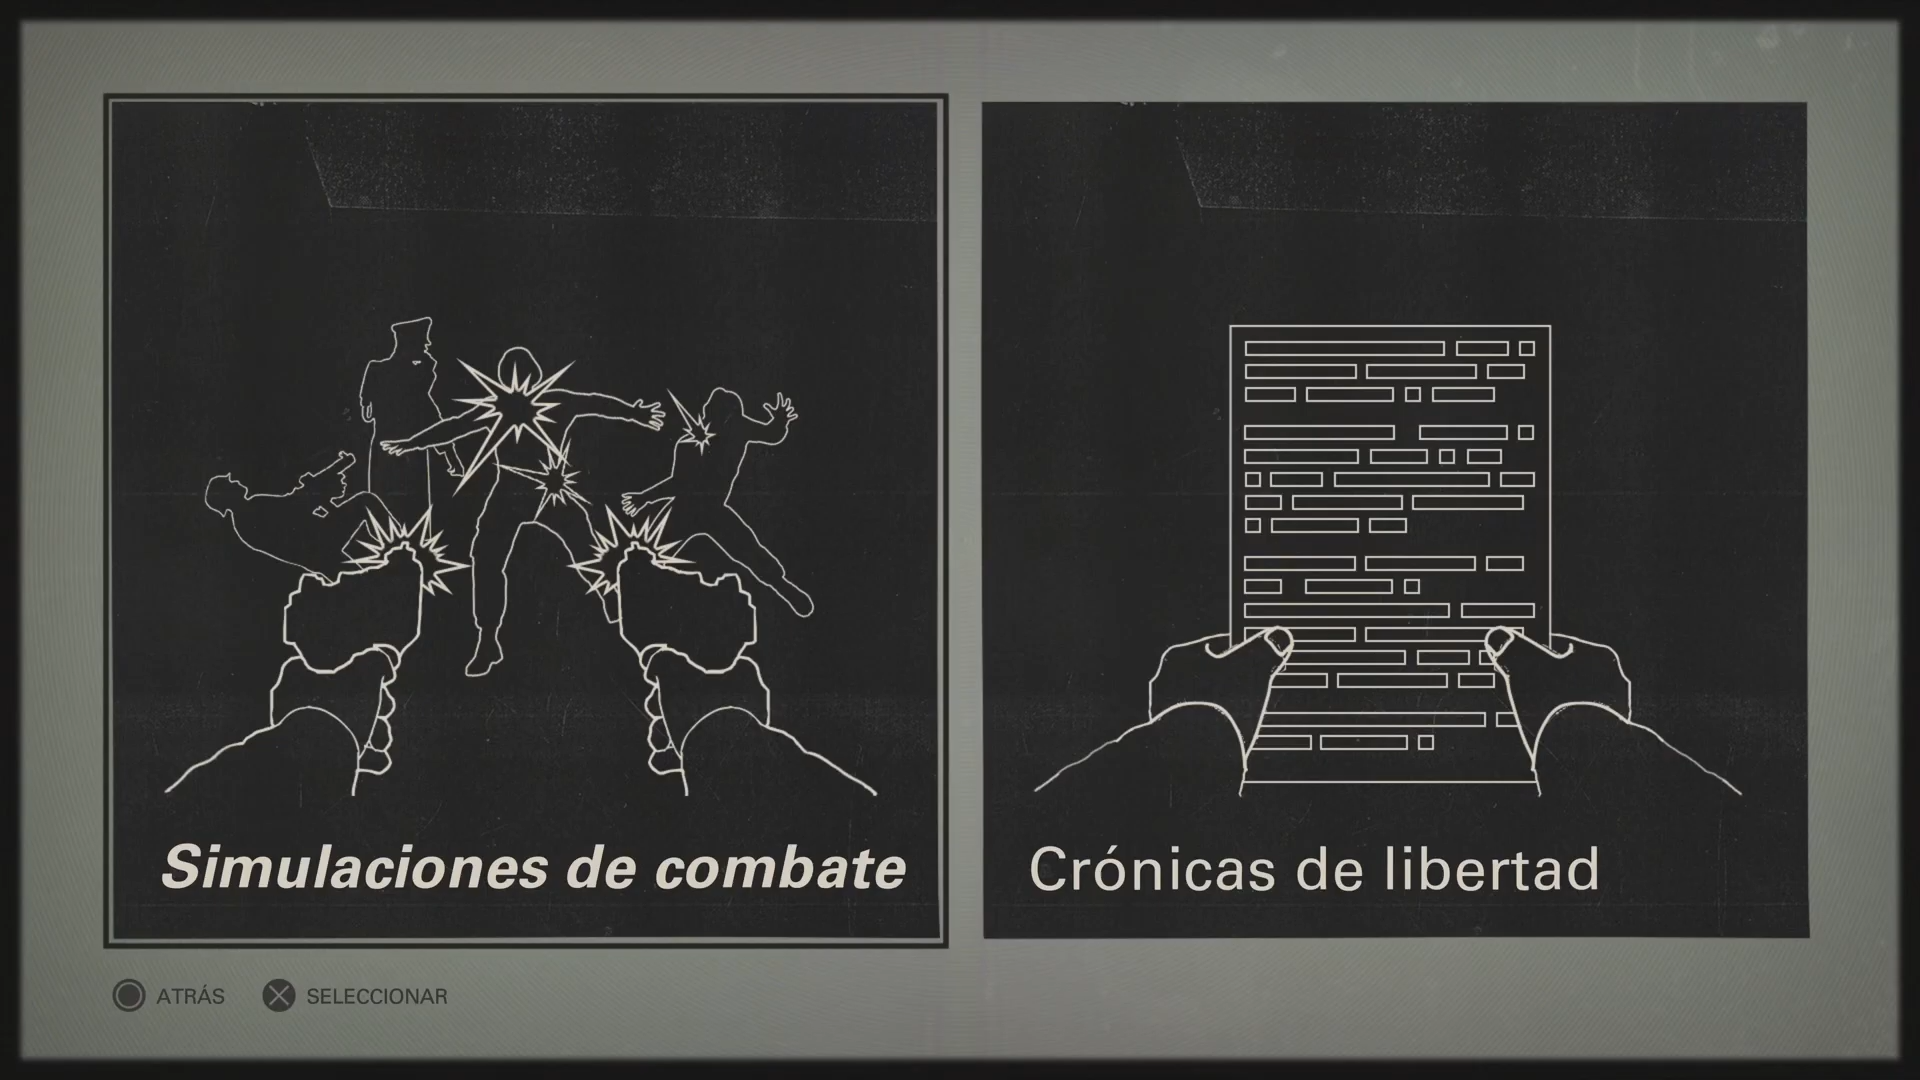 Simulaciones de combate
Crónicas de libertad
ATRÁS
SELECCIONAR